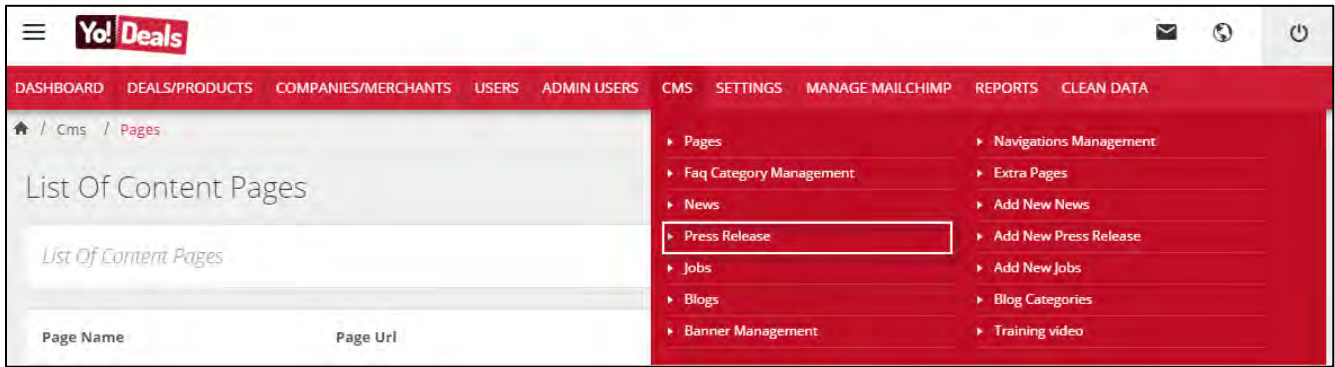 Yo! Deals
DASHBOARD DEALS/PRODUCTS COMPANIES/MERCHANTS USERS ADMIN USERS CMS SETTINGS MANAGE MAILCHIMP REPORTS CLEAN DATA
/ Cms / Pages
List Of Content Pages
List Of Content Pages
Page Name Page Url
Pages Navigations Management
Faq Category Management Extra Pages
News Add New News
Press Release Add New Press Release
Jobs Add New Jobs
Blogs Blog Categories
Banner Management Training video